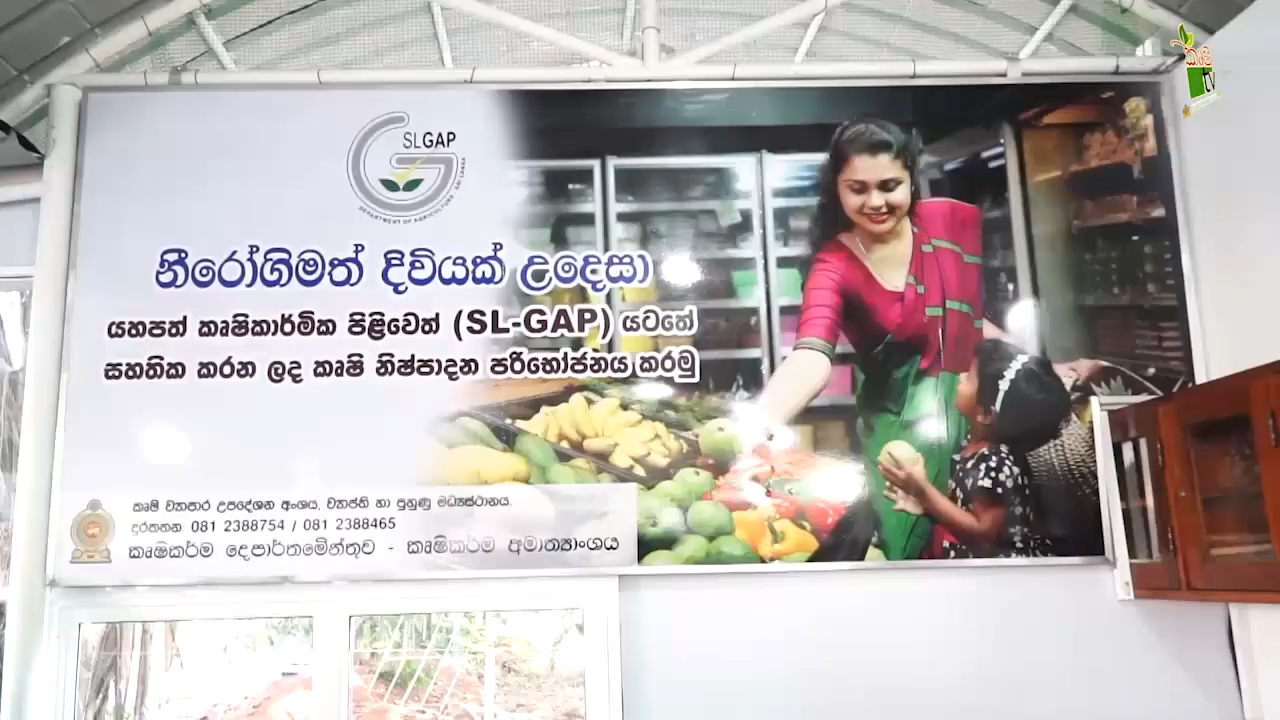 කෘෂි
tv
SLGAP
DEPARTMENT OF AGRICULTURE - SRI LANKA
නීරෝගිමත් දිවියක් උදෙසා
යහපත් කෘෂිකාර්මික පිළිවෙත් (SL-GAP) යටතේ
සහතික කරන ලද කෘෂි නිෂ්පාදන පරිභෝජනය කරමු
කෘෂි ව්‍යාපාර උපදේශන අංශය, ව්‍යාප්ති හා පුහුණු මධ්‍යස්ථානය,
දුරකතන 081 2388754 / 081 2388465
කෘෂිකර්ම දෙපාර්තමේන්තුව - කෘෂිකර්ම අමාත්‍යාංශය